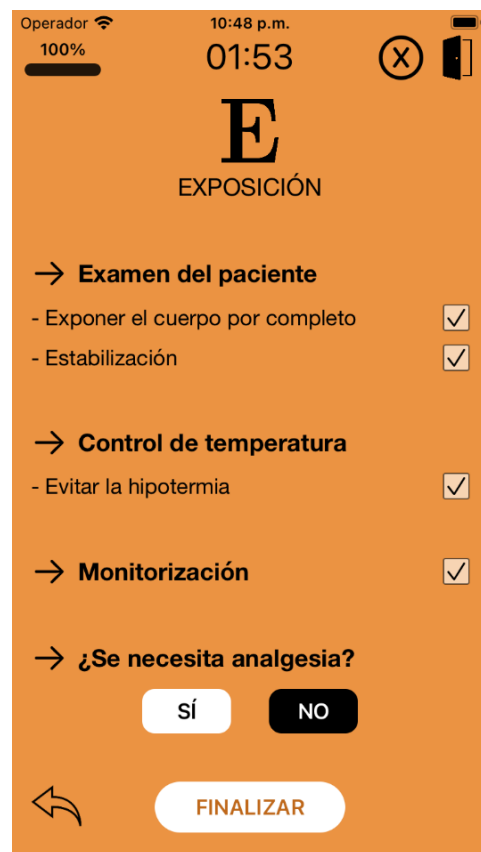 Operador 10:48 p.m.
100% 01:53 X
E
EXPOSICIÓN
→ Examen del paciente
- Exponer el cuerpo por completo
- Estabilización
→ Control de temperatura
- Evitar la hipotermia
→ Monitorización
→ ¿Se necesita analgesia?
SÍ NO
FINALIZAR